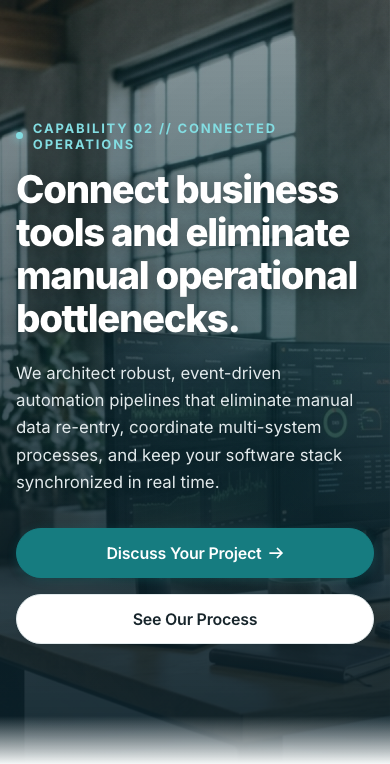 CAPABILITY 02 // CONNECTED
OPERATIONS
Connect business
tools and eliminate
manual operational
bottlenecks.
We architect robust, event-driven
automation pipelines that eliminate manual
data re-entry, coordinate multi-system
processes, and keep your software stack
synchronized in real time.
Discuss Your Project →
See Our Process